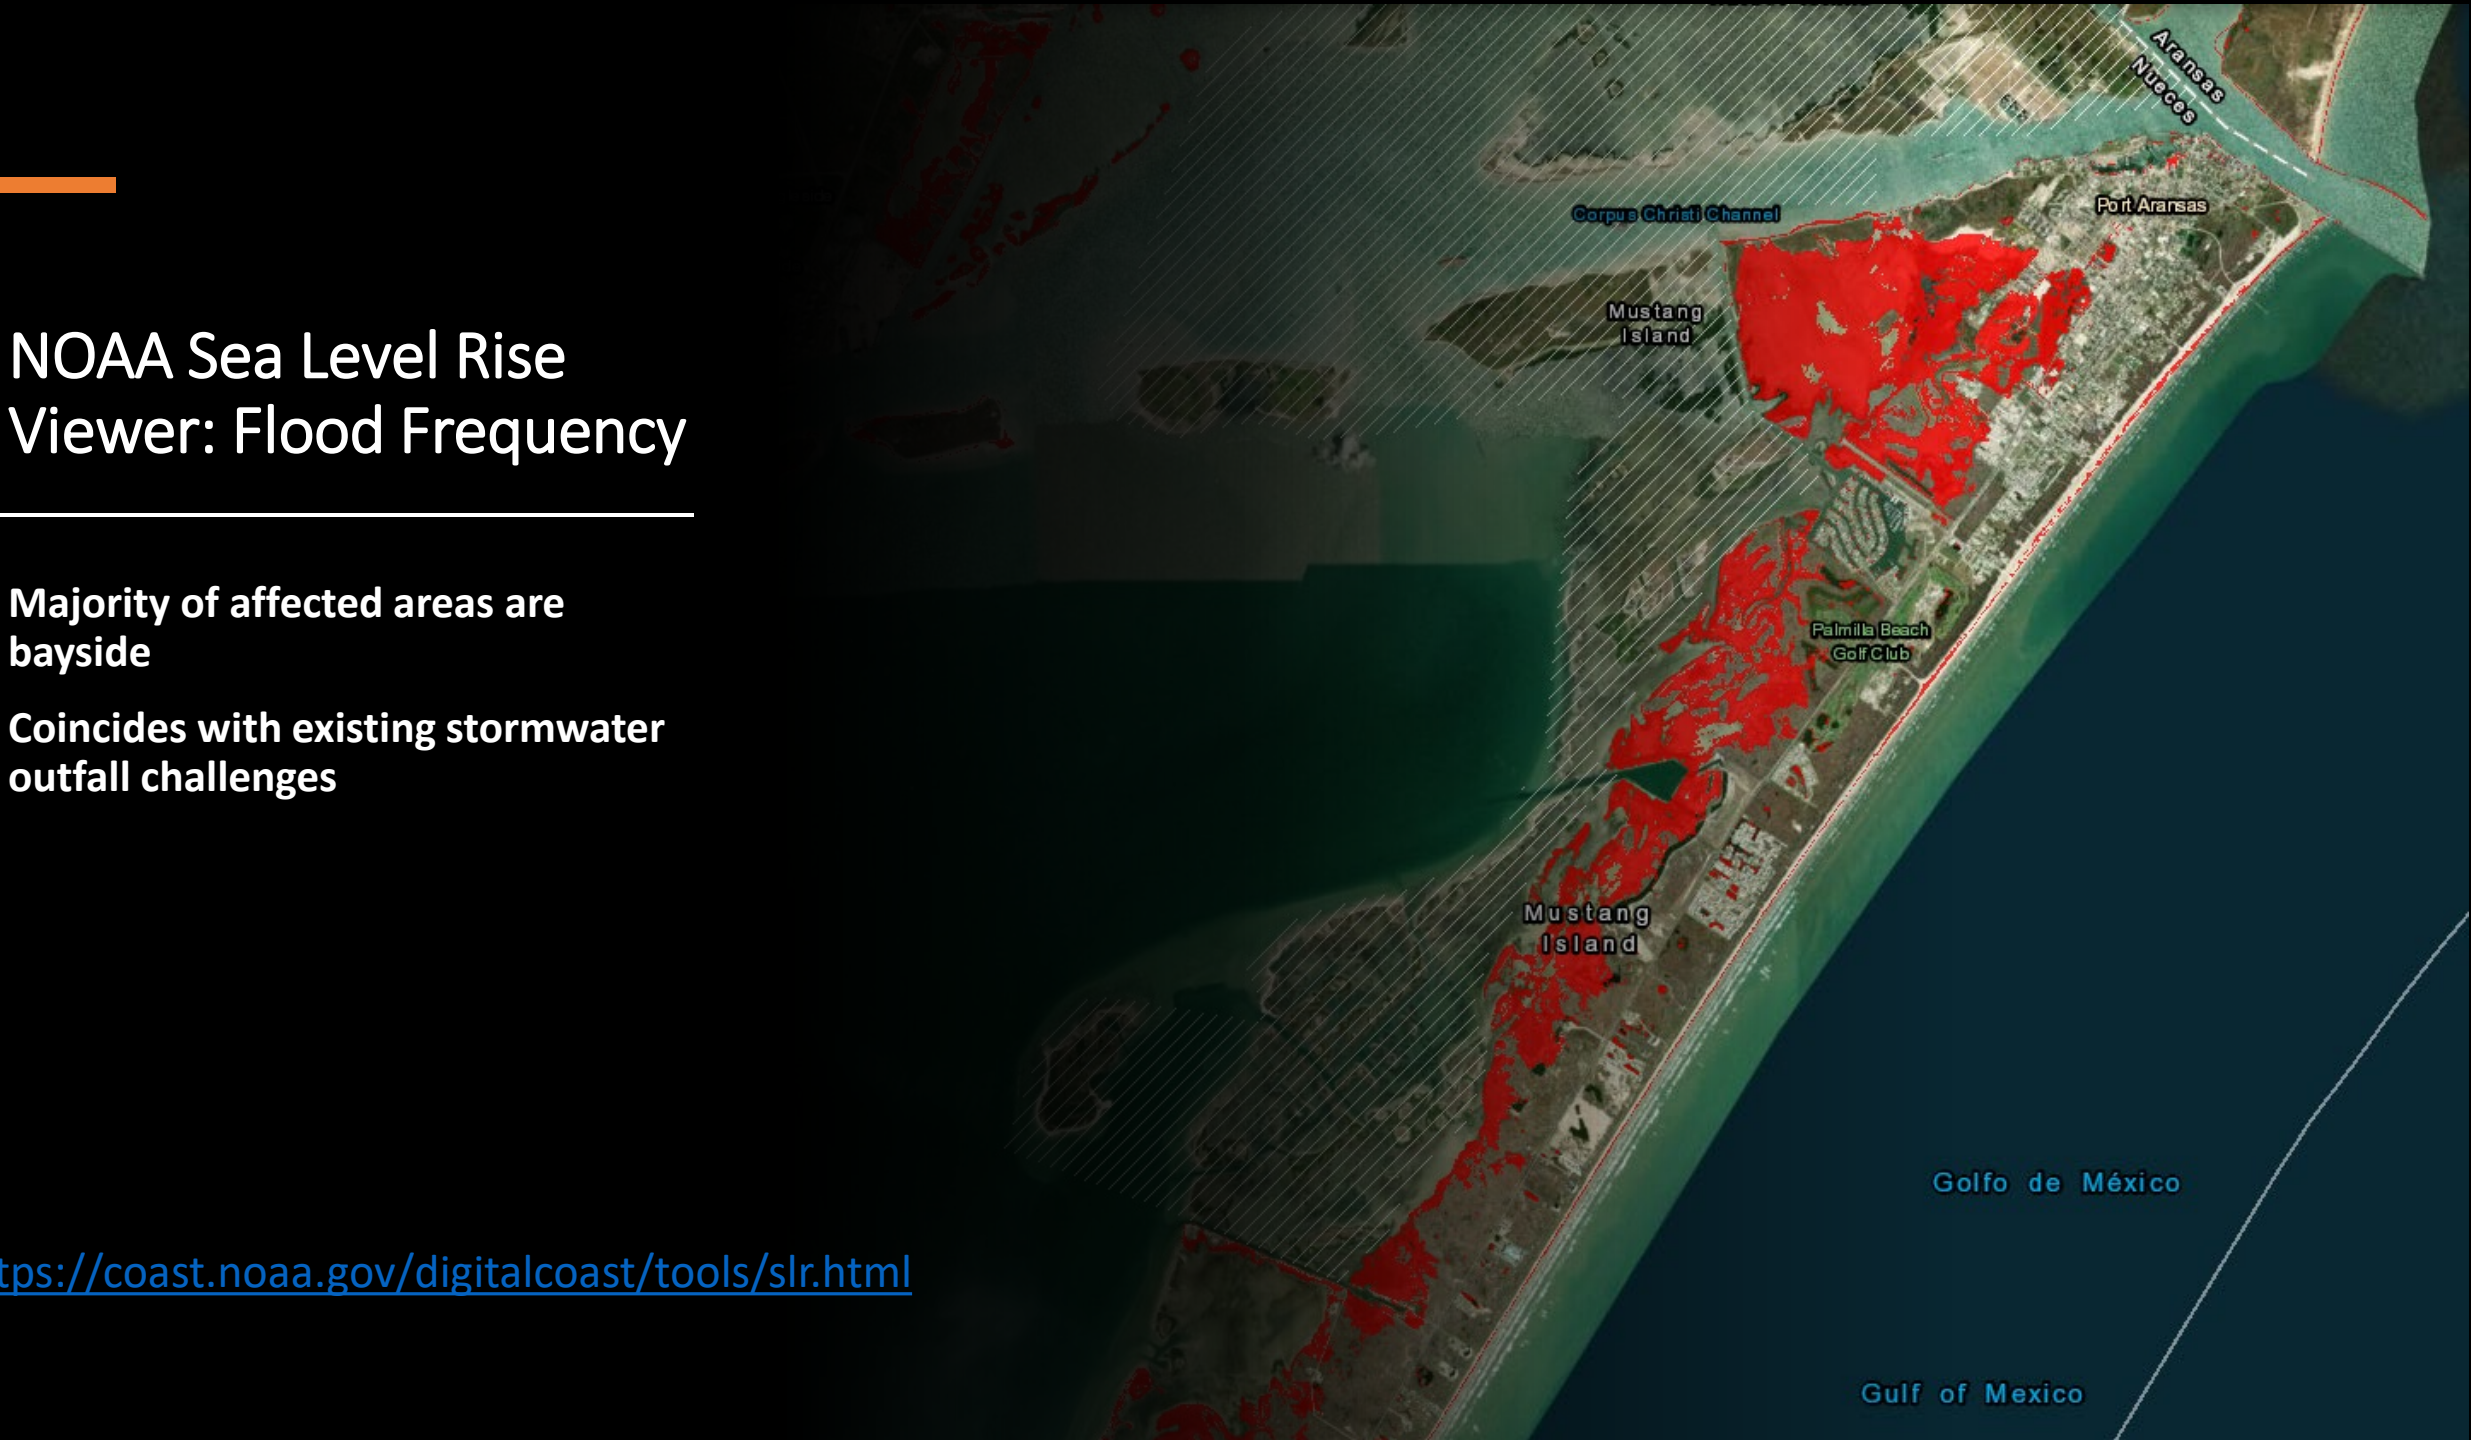 Aransas
Nueces
Port Aransas
Corpus Christi Channel
Mustang
Island
NOAA Sea Level Rise
Viewer: Flood Frequency
Majority of affected areas are
bayside
Coincides with existing stormwater
outfall challenges
Palmilla Beach
Golf Club
Mustang
Island
Golfo de México
tps://coast.noaa.gov/digitalcoast/tools/slr.html
Gulf of Mexico